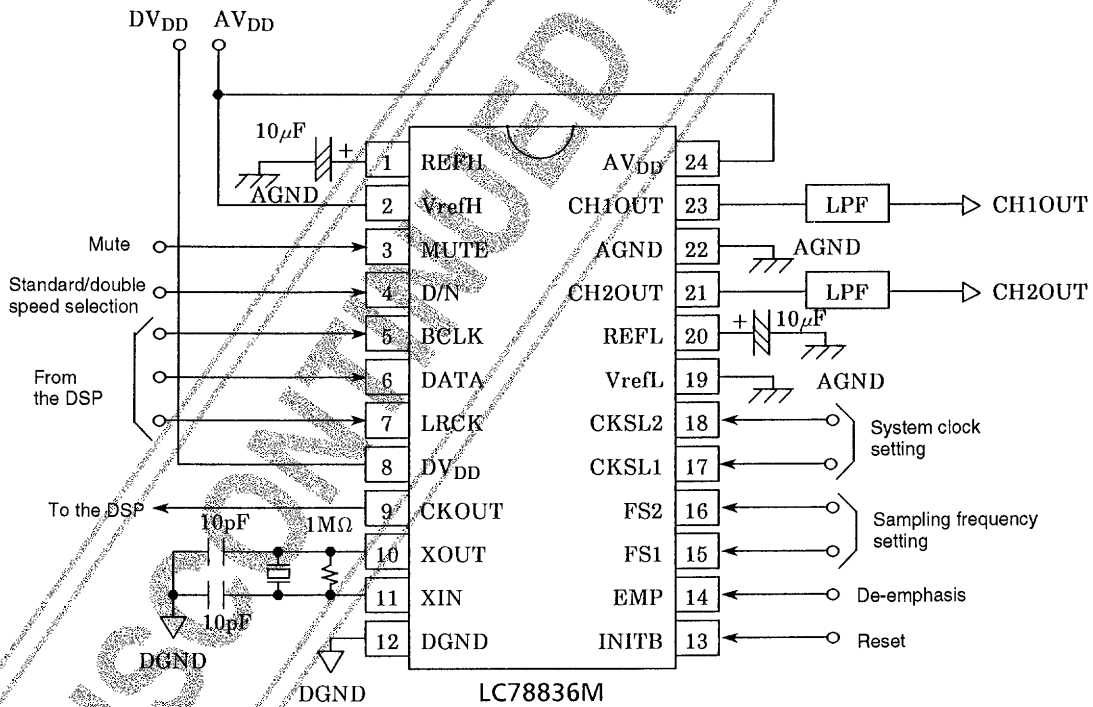 DVDD AVDD
10μF
+
AGND
1 REFH
2 VrefH
Mute
3 MUTE
Standard/double
speed selection
4 D/N
5 BCLK
From
the DSP
6 DATA
7 LRCK
8 DVDD
To the DSP
9 CKOUT
10pF
1MΩ
10 XOUT
11 XIN
10pF
DGND
12 DGND
DGND
AVDD 24
CH1OUT 23
LPF
CH1OUT
AGND 22
AGND
CH2OUT 21
LPF
CH2OUT
REFL 20
+
10μF
VrefL 19
AGND
CKSL2 18
System clock
setting
CKSL1 17
FS2 16
Sampling frequency
setting
FS1 15
EMP 14
De-emphasis
INITB 13
Reset
LC78836M